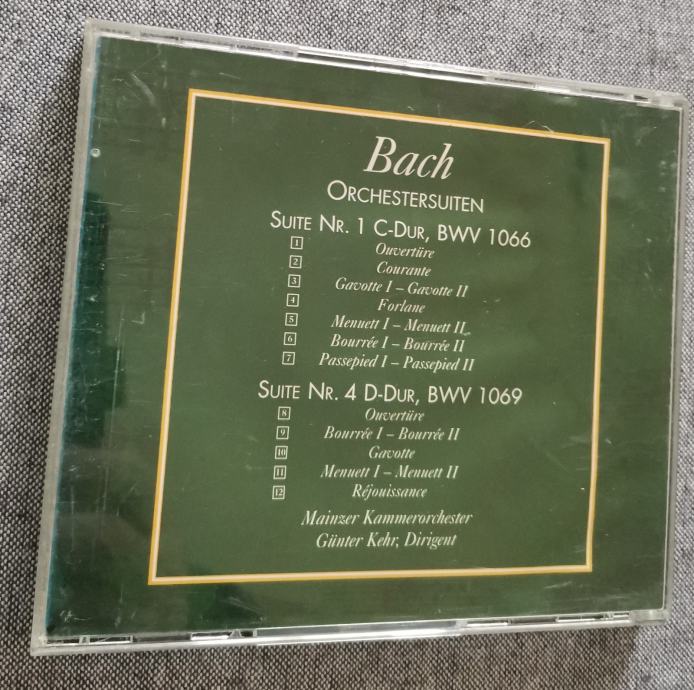 Bach
ORCHESTERSUITEN
SUITE NR. 1 C-DUR, BWV 1066
1 Ouvertüre
2 Courante
3 Gavotte I – Gavotte II
4 Forlane
5 Menuett I – Menuett II
6 Bourrée I – Bourrée II
7 Passepied I – Passepied II
SUITE NR. 4 D-DUR, BWV 1069
8 Ouvertüre
9 Bourrée I – Bourrée II
10 Gavotte
11 Menuett I – Menuett II
12 Réjouissance
Mainzer Kammerorchester
Günter Kehr, Dirigent